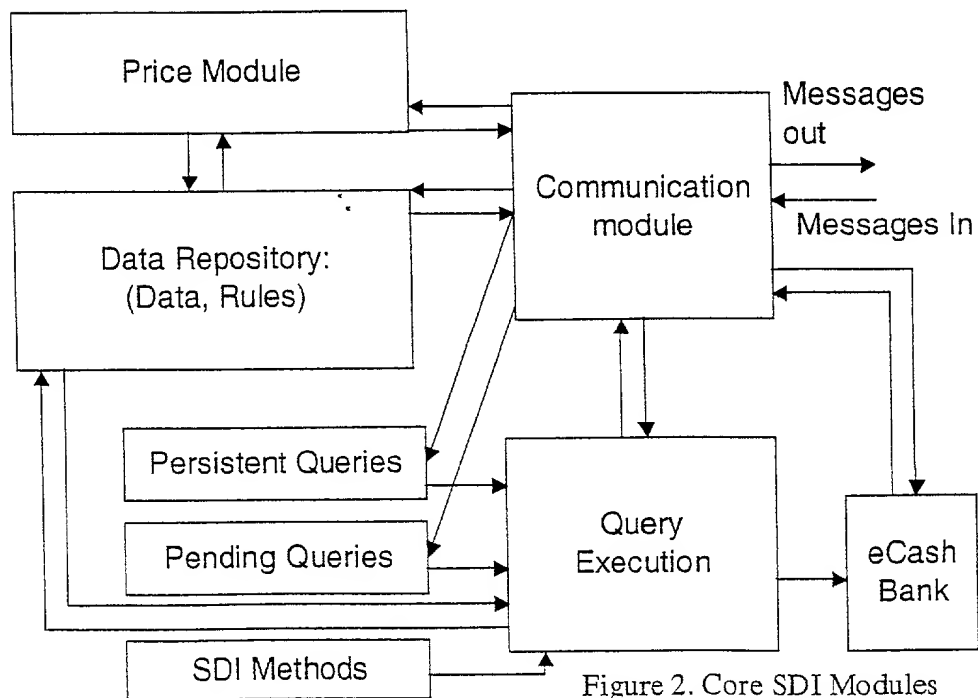 Price Module
Messages
out
Communication
module
Messages In
Data Repository:
(Data, Rules)
Persistent Queries
Pending Queries
Query
Execution
eCash
Bank
SDI Methods
Figure 2. Core SDI Modules